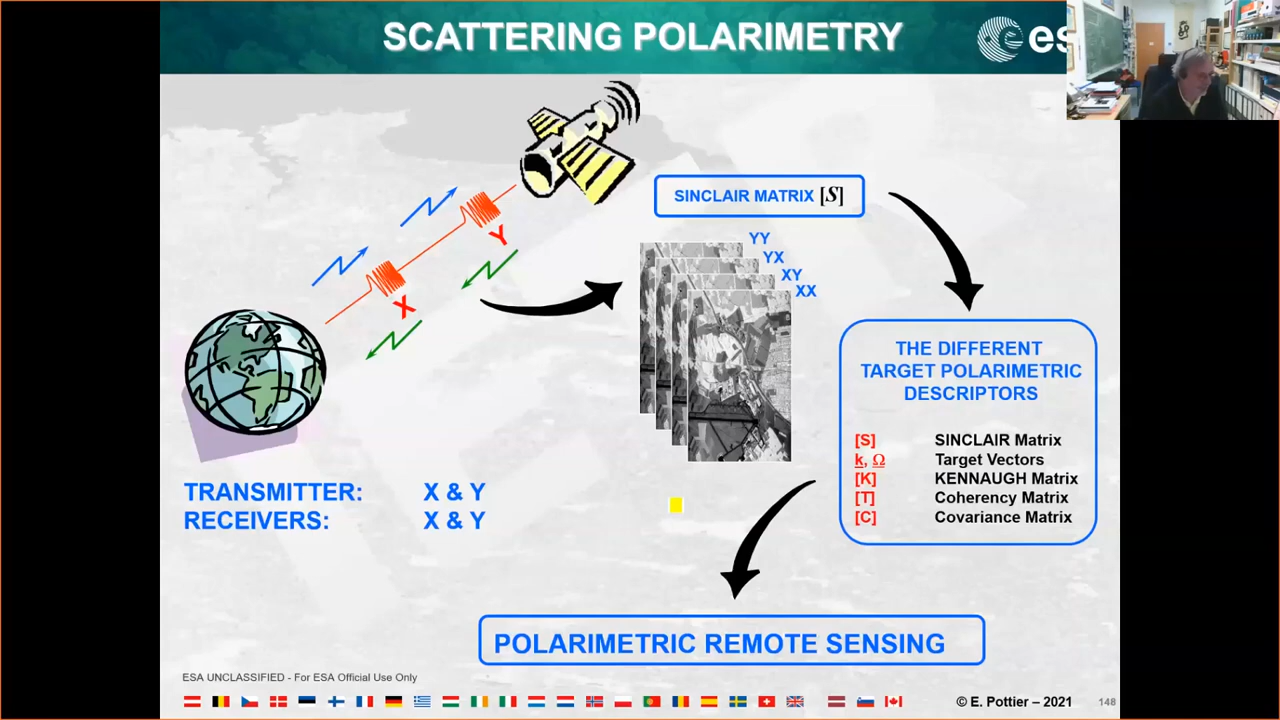 SCATTERING POLARIMETRY
es
SINCLAIR MATRIX [S]
YY
YX
XY
XX
Y
X
THE DIFFERENT
TARGET POLARIMETRIC
DESCRIPTORS
[S] SINCLAIR Matrix
k, Ω Target Vectors
[K] KENNAUGH Matrix
[T] Coherency Matrix
[C] Covariance Matrix
TRANSMITTER: X & Y
RECEIVERS: X & Y
POLARIMETRIC REMOTE SENSING
ESA UNCLASSIFIED - For ESA Official Use Only
© E. Pottier – 2021 148